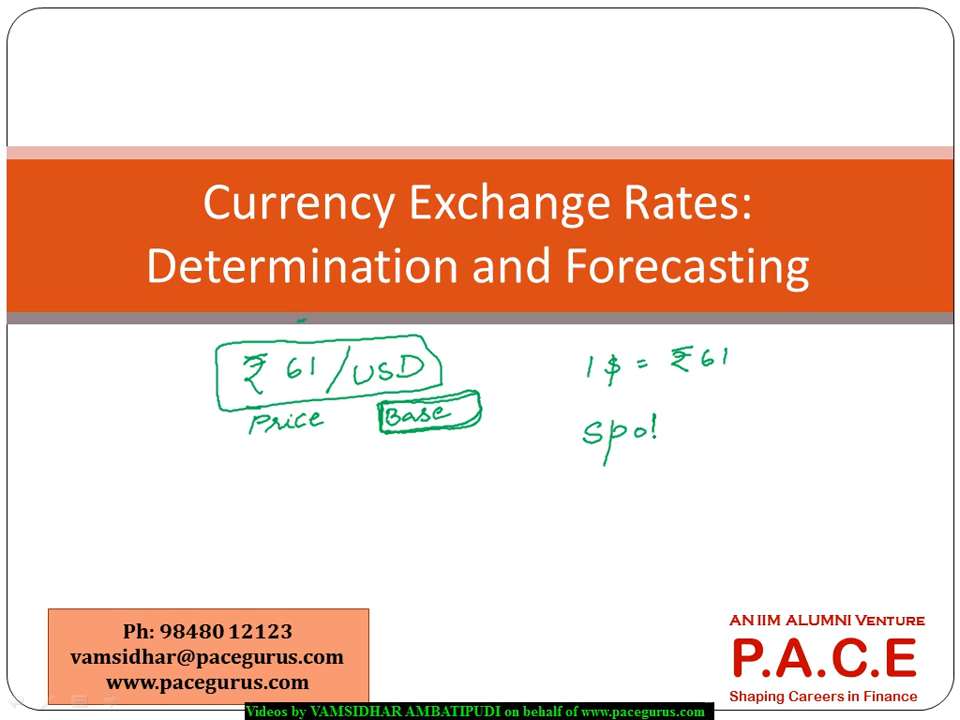 Currency Exchange Rates:
Determination and Forecasting
₹ 61 / USD
Price Base
1 $ = ₹ 61
Ph: 98480 12123
vamsidhar@pacegurus.com
www.pacegurus.com
AN IIM ALUMNI VENTURE
P.A.C.E
Shaping Careers in Finance
Videos by VAMSIDHAR AMBATIPUDI on behalf of www.pacegurus.com